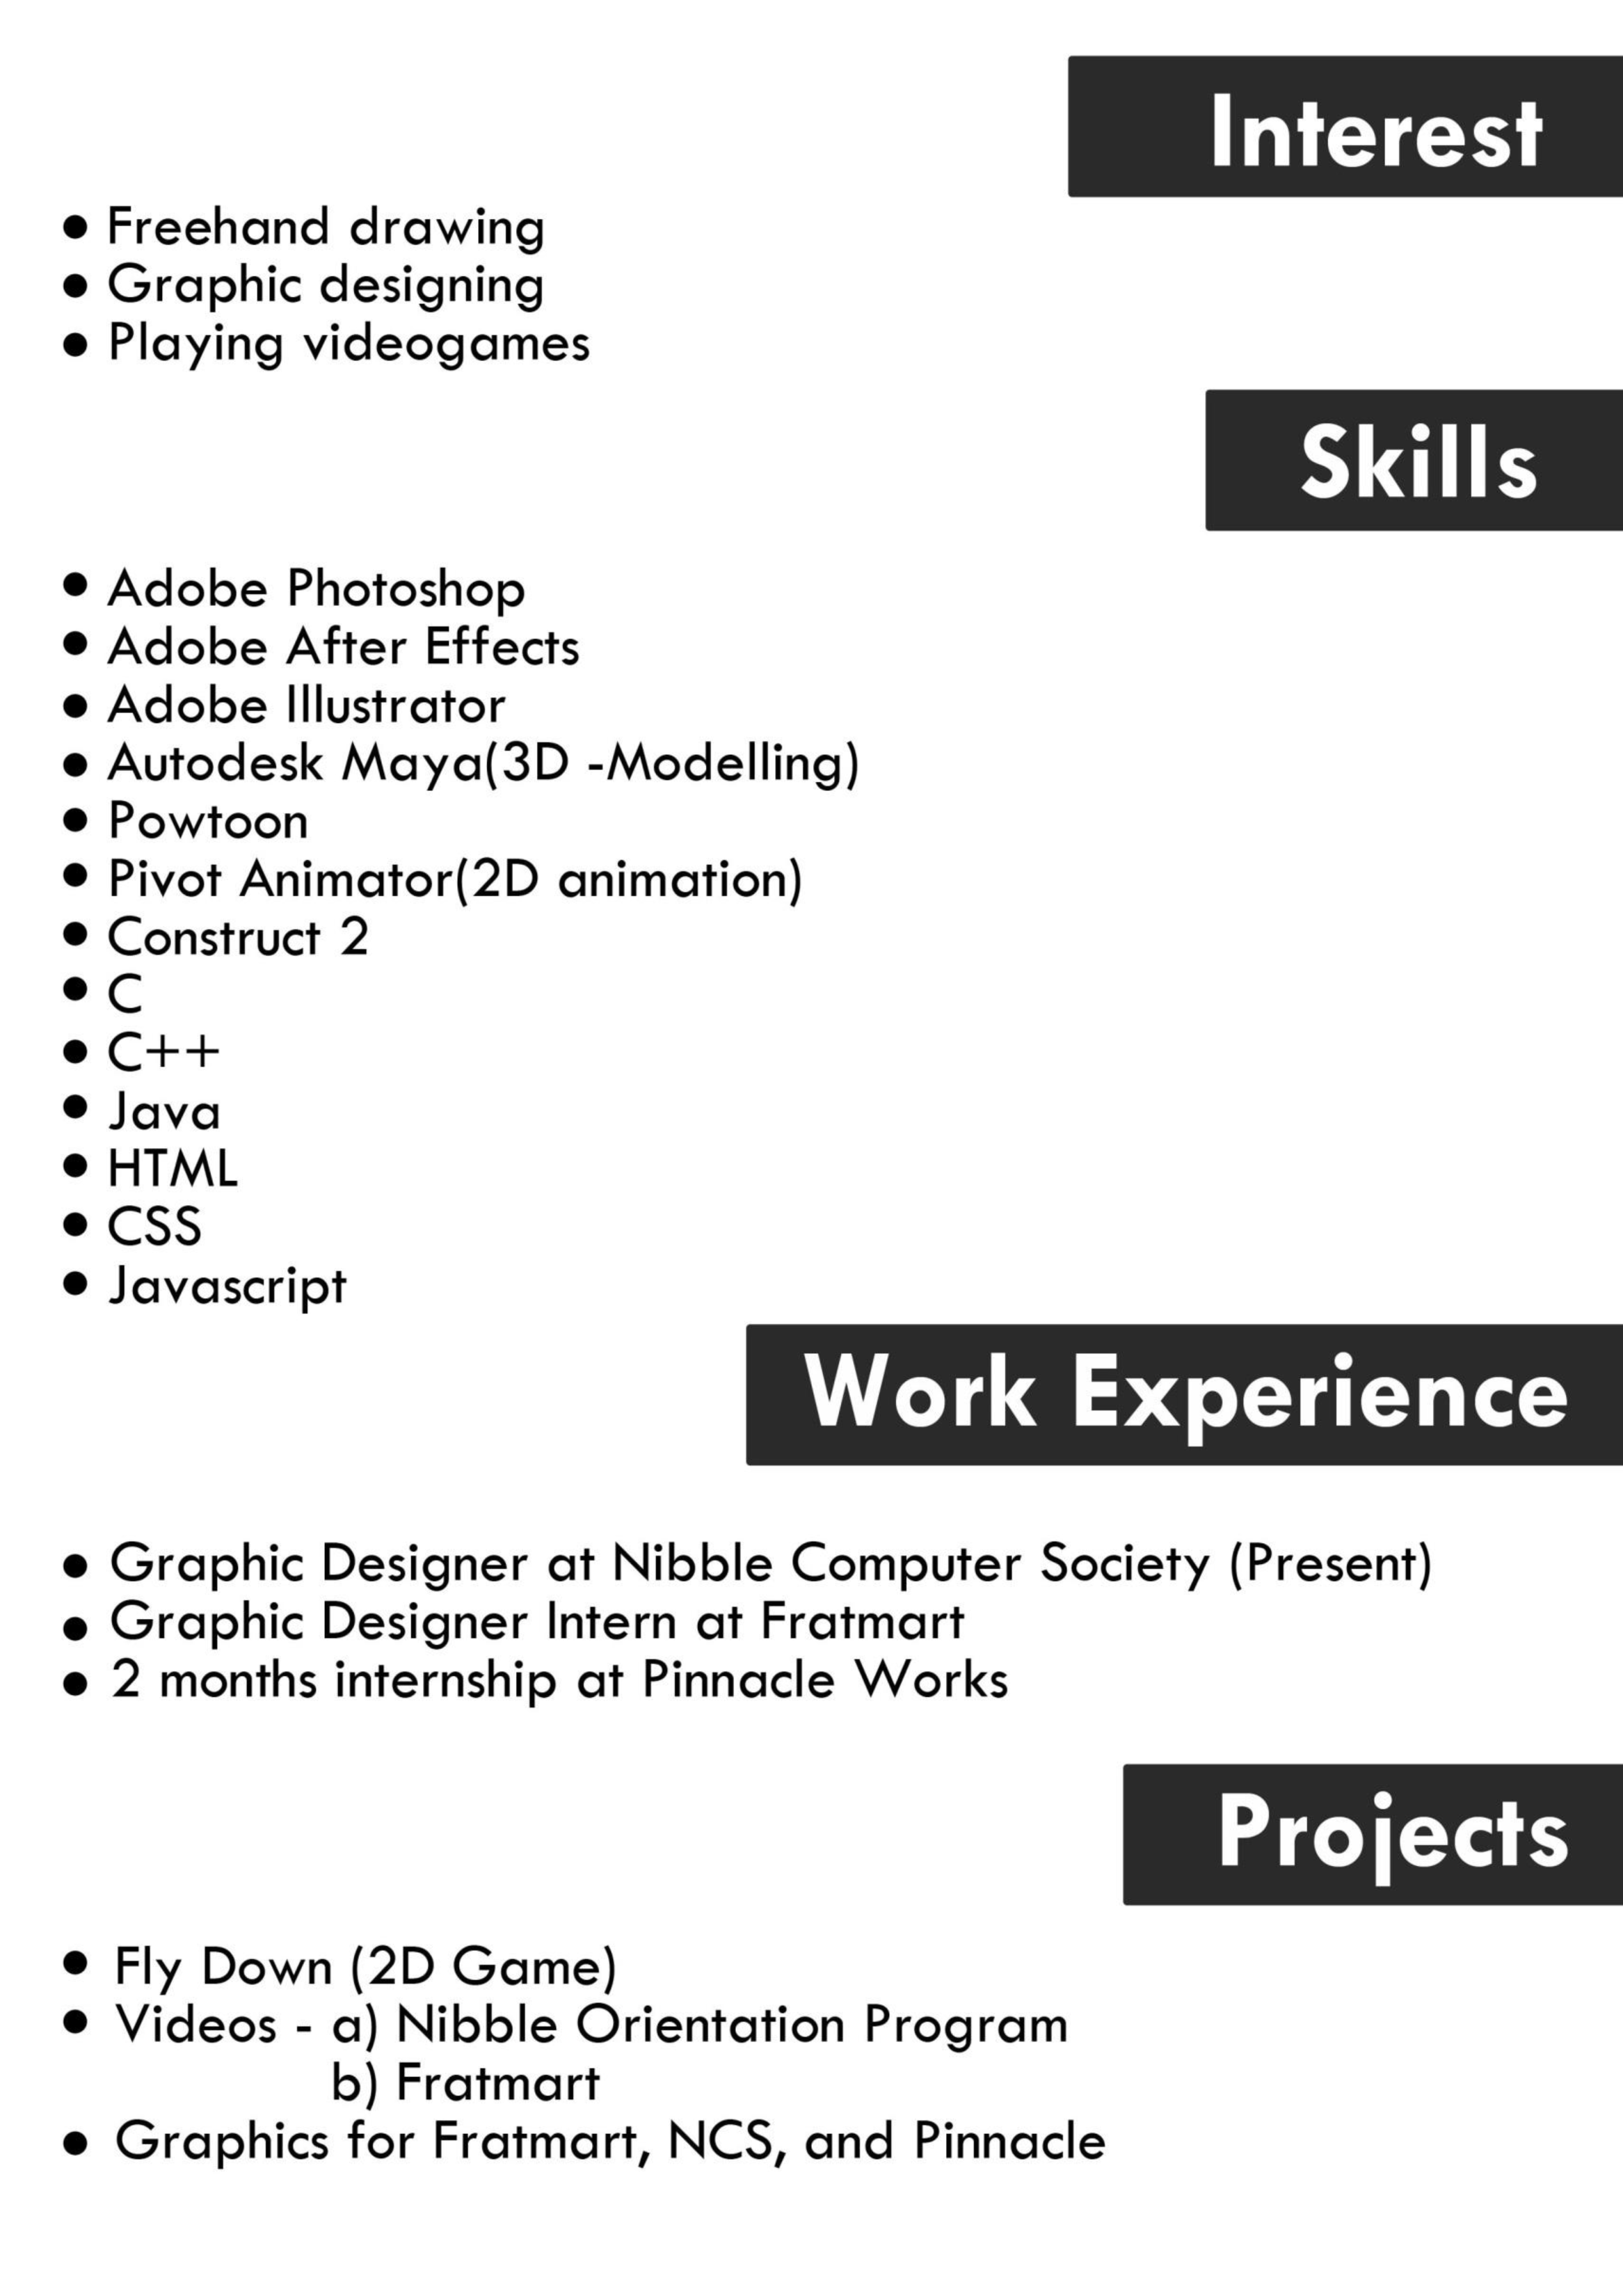 Interest
• Freehand drawing
• Graphic designing
• Playing videogames
Skills
• Adobe Photoshop
• Adobe After Effects
• Adobe Illustrator
• Autodesk Maya(3D -Modelling)
• Powtoon
• Pivot Animator(2D animation)
• Construct 2
• C
• C++
• Java
• HTML
• CSS
• Javascript
Work Experience
• Graphic Designer at Nibble Computer Society (Present)
• Graphic Designer Intern at Fratmart
• 2 months internship at Pinnacle Works
Projects
• Fly Down (2D Game)
• Videos - a) Nibble Orientation Program
b) Fratmart
• Graphics for Fratmart, NCS, and Pinnacle